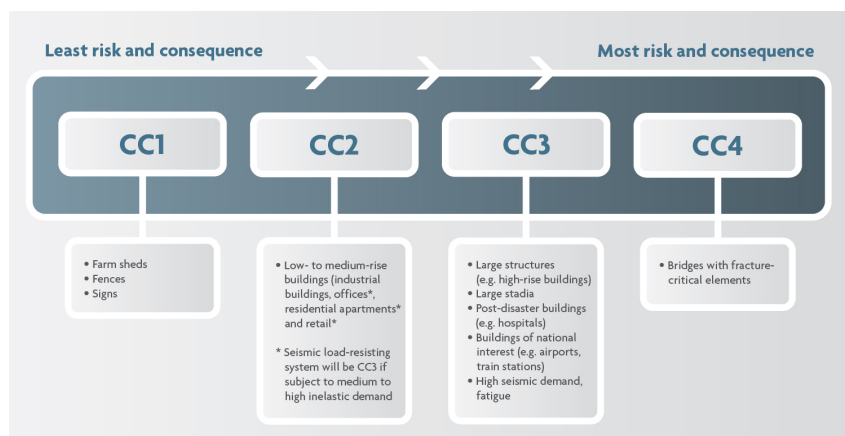 Least risk and consequence
Most risk and consequence
CC1
CC2
CC3
CC4
• Farm sheds
• Fences
• Signs
• Low- to medium-rise
buildings (industrial
buildings, offices*,
residential apartments*
and retail*
* Seismic load-resisting
system will be CC3 if
subject to medium to
high inelastic demand
• Large structures
(e.g. high-rise buildings)
• Large stadia
• Post-disaster buildings
(e.g. hospitals)
• Buildings of national
interest (e.g. airports,
train stations)
• High seismic demand,
fatigue
• Bridges with fracture-
critical elements